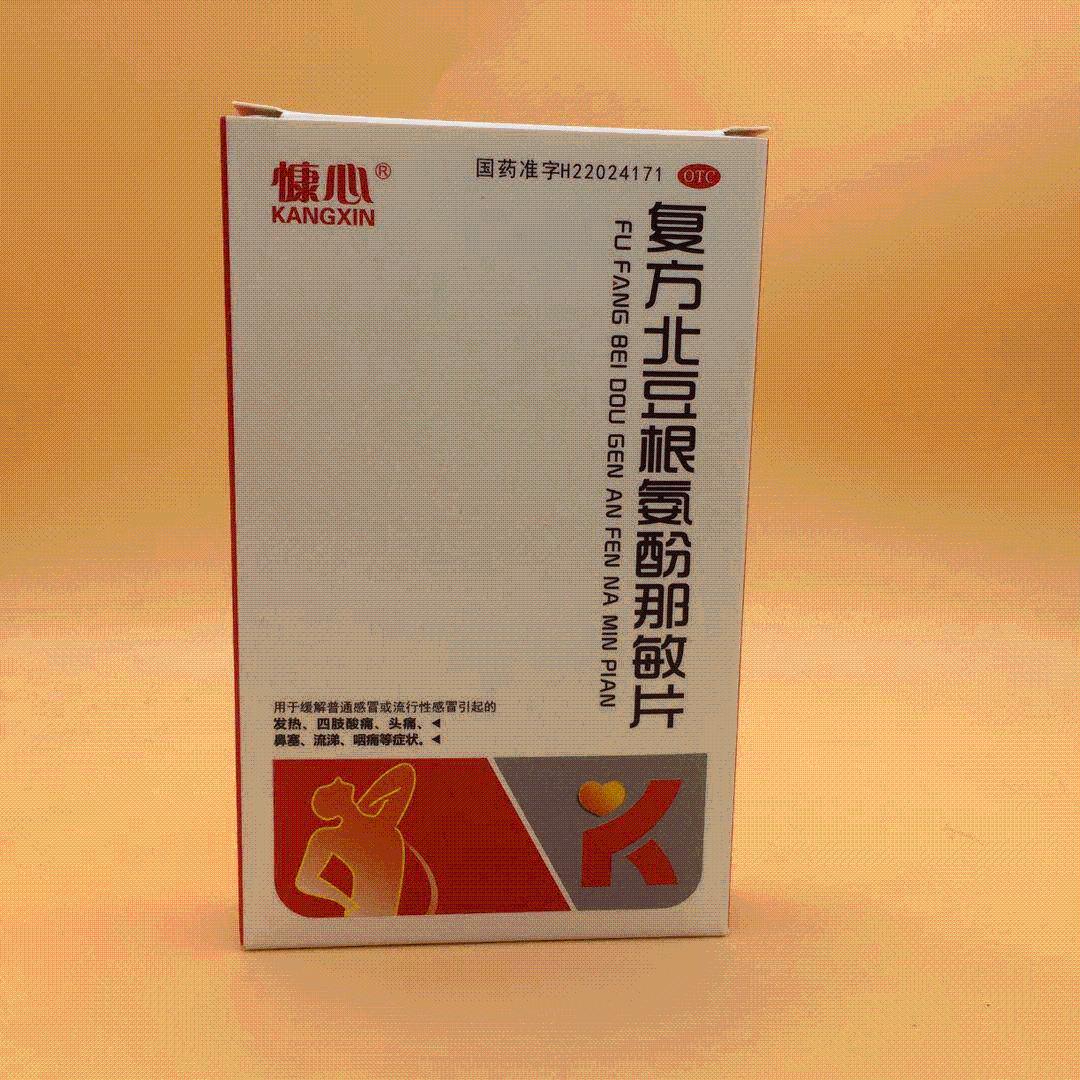 慷心®
KANGXIN
国药准字H22024171 OTC
复方北豆根氨酚那敏片
FU FANG BEI DOU GEN AN FEN NA MIN PIAN
用于缓解普通感冒或流行性感冒引起的
发热、四肢酸痛、头痛、
鼻塞、流涕、咽痛等症状。